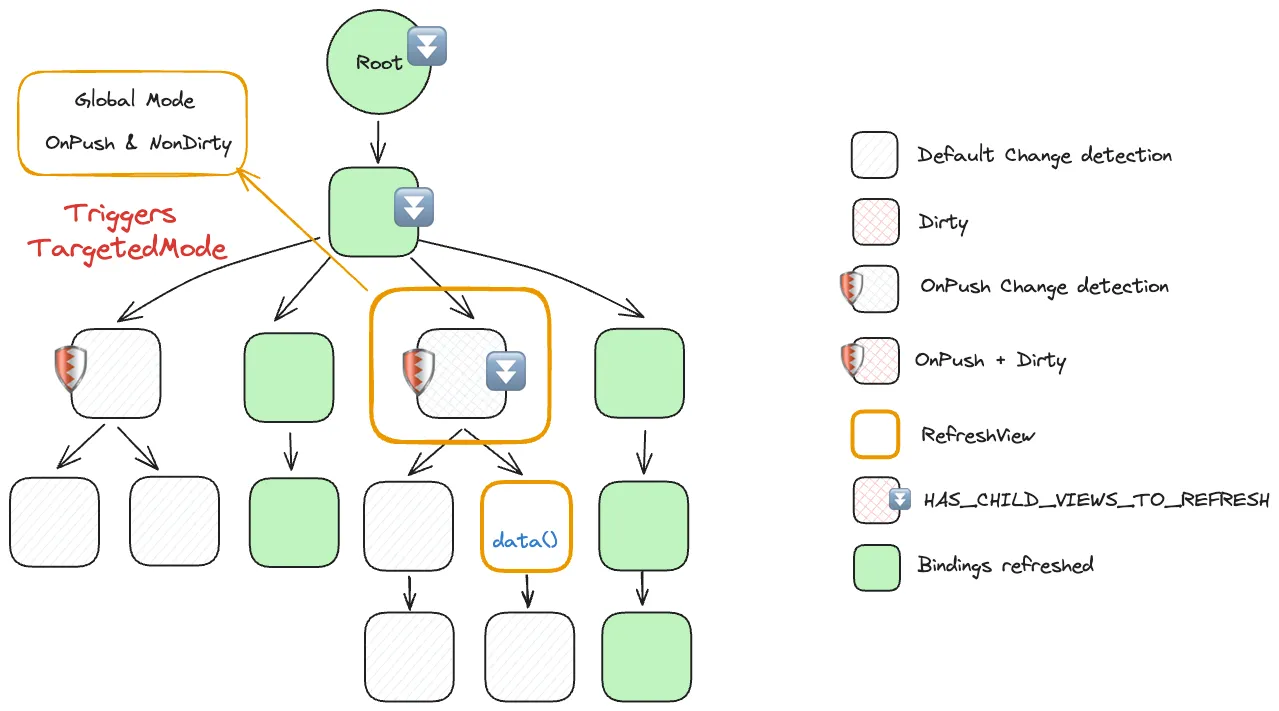 Root
Global Mode
OnPush & NonDirty
Triggers
TargetedMode
data()
Default Change detection
Dirty
OnPush Change detection
OnPush + Dirty
RefreshView
HAS_CHILD_VIEWS_TO_REFRESH
Bindings refreshed